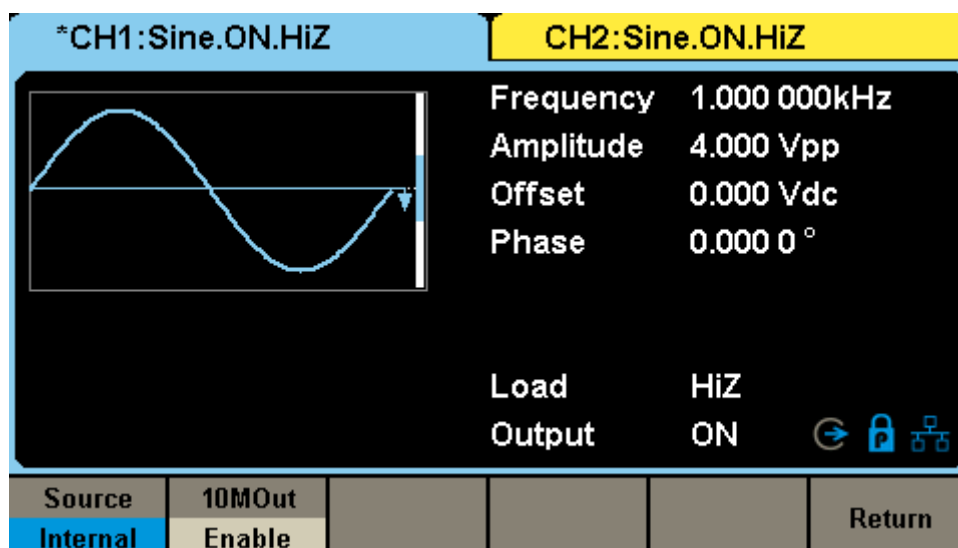 *CH1:Sine.ON.HiZ
CH2:Sine.ON.HiZ
Frequency 1.000 000kHz
Amplitude 4.000 Vpp
Offset 0.000 Vdc
Phase 0.000 0 °
Load HiZ
Output ON
Source 10MOut
Internal Enable
Return